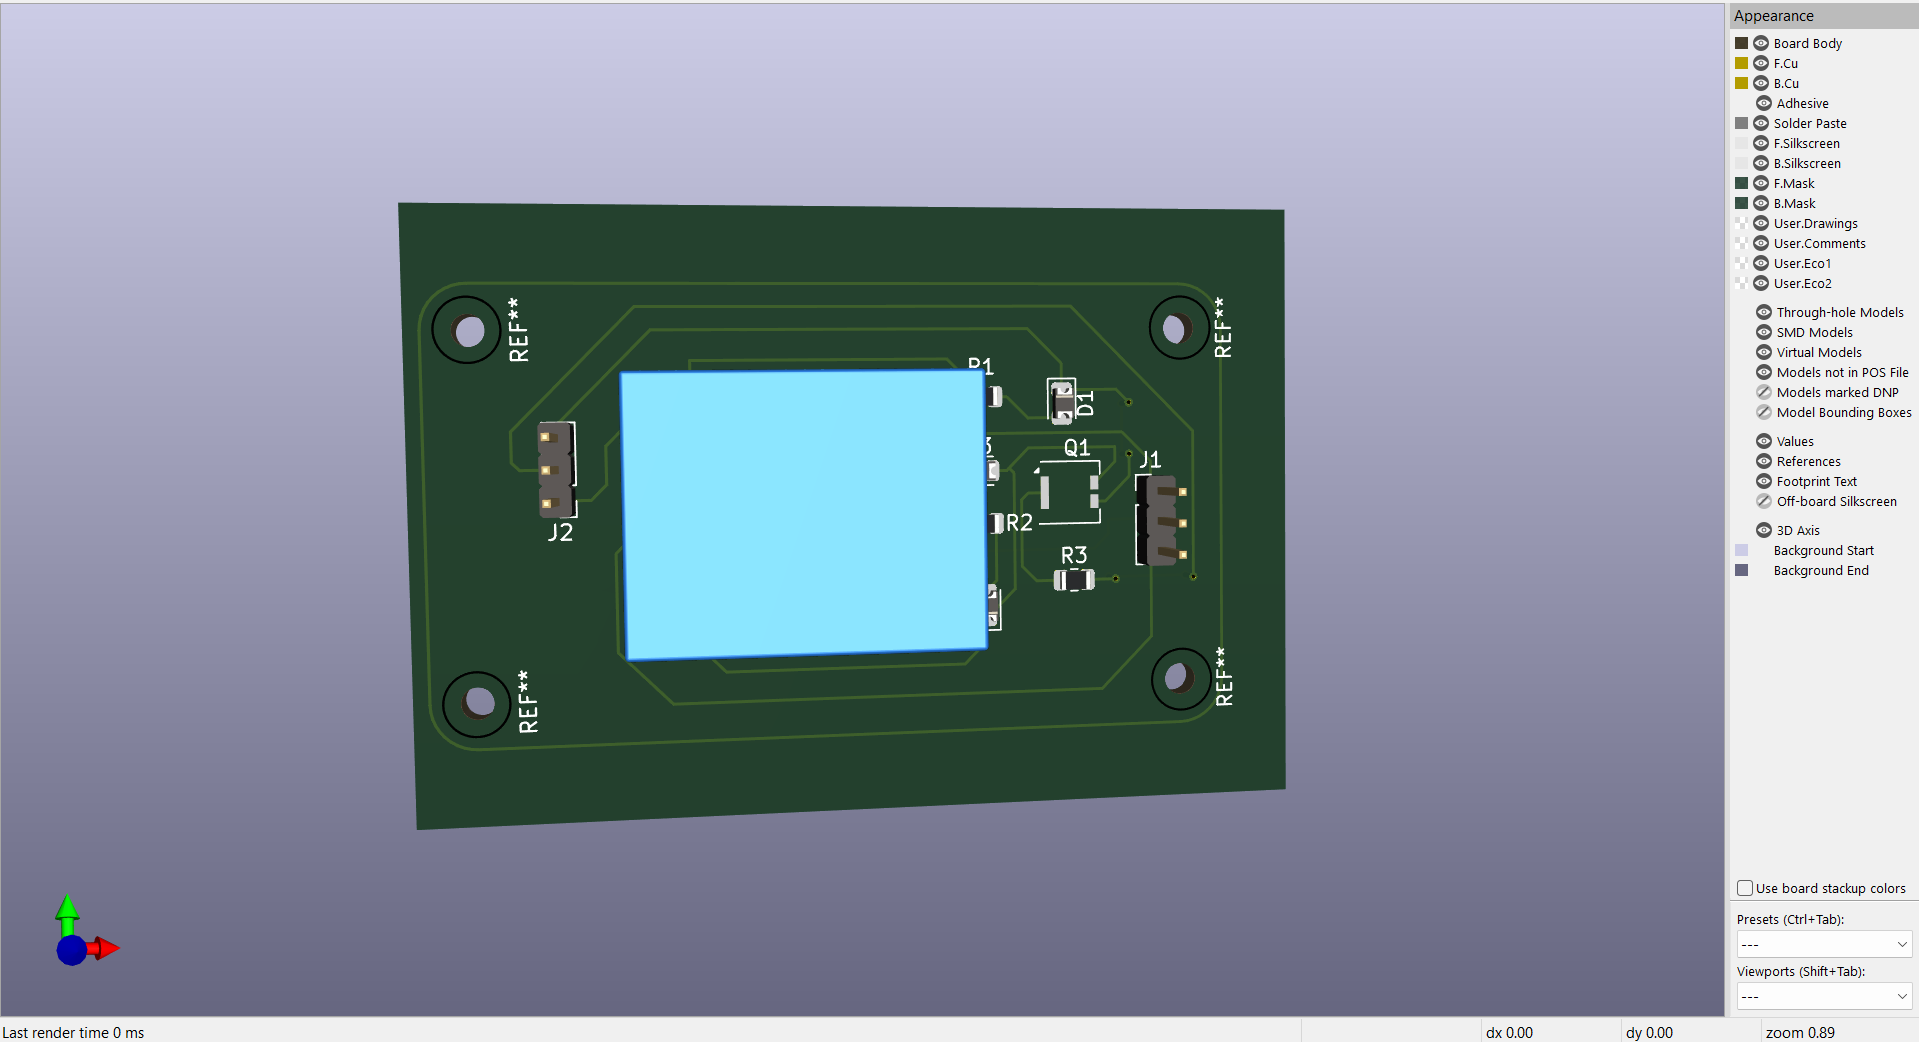 Appearance
Board Body
F.Cu
B.Cu
Adhesive
Solder Paste
F.Silkscreen
B.Silkscreen
F.Mask
B.Mask
User.Drawings
User.Comments
User.Eco1
User.Eco2
Through-hole Models
SMD Models
Virtual Models
Models not in POS File
Models marked DNP
Model Bounding Boxes
Values
References
Footprint Text
Off-board Silkscreen
3D Axis
Background Start
Background End
Use board stackup colors
Presets (Ctrl+Tab):
---
Viewports (Shift+Tab):
---
REF**
REF**
D1
Q1
J1
J2
R2
R3
REF**
REF**
Last render time 0 ms
dx 0.00
dy 0.00
zoom 0.89